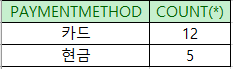 PAYMENTMETHOD COUNT(*)
카드 12
현금 5